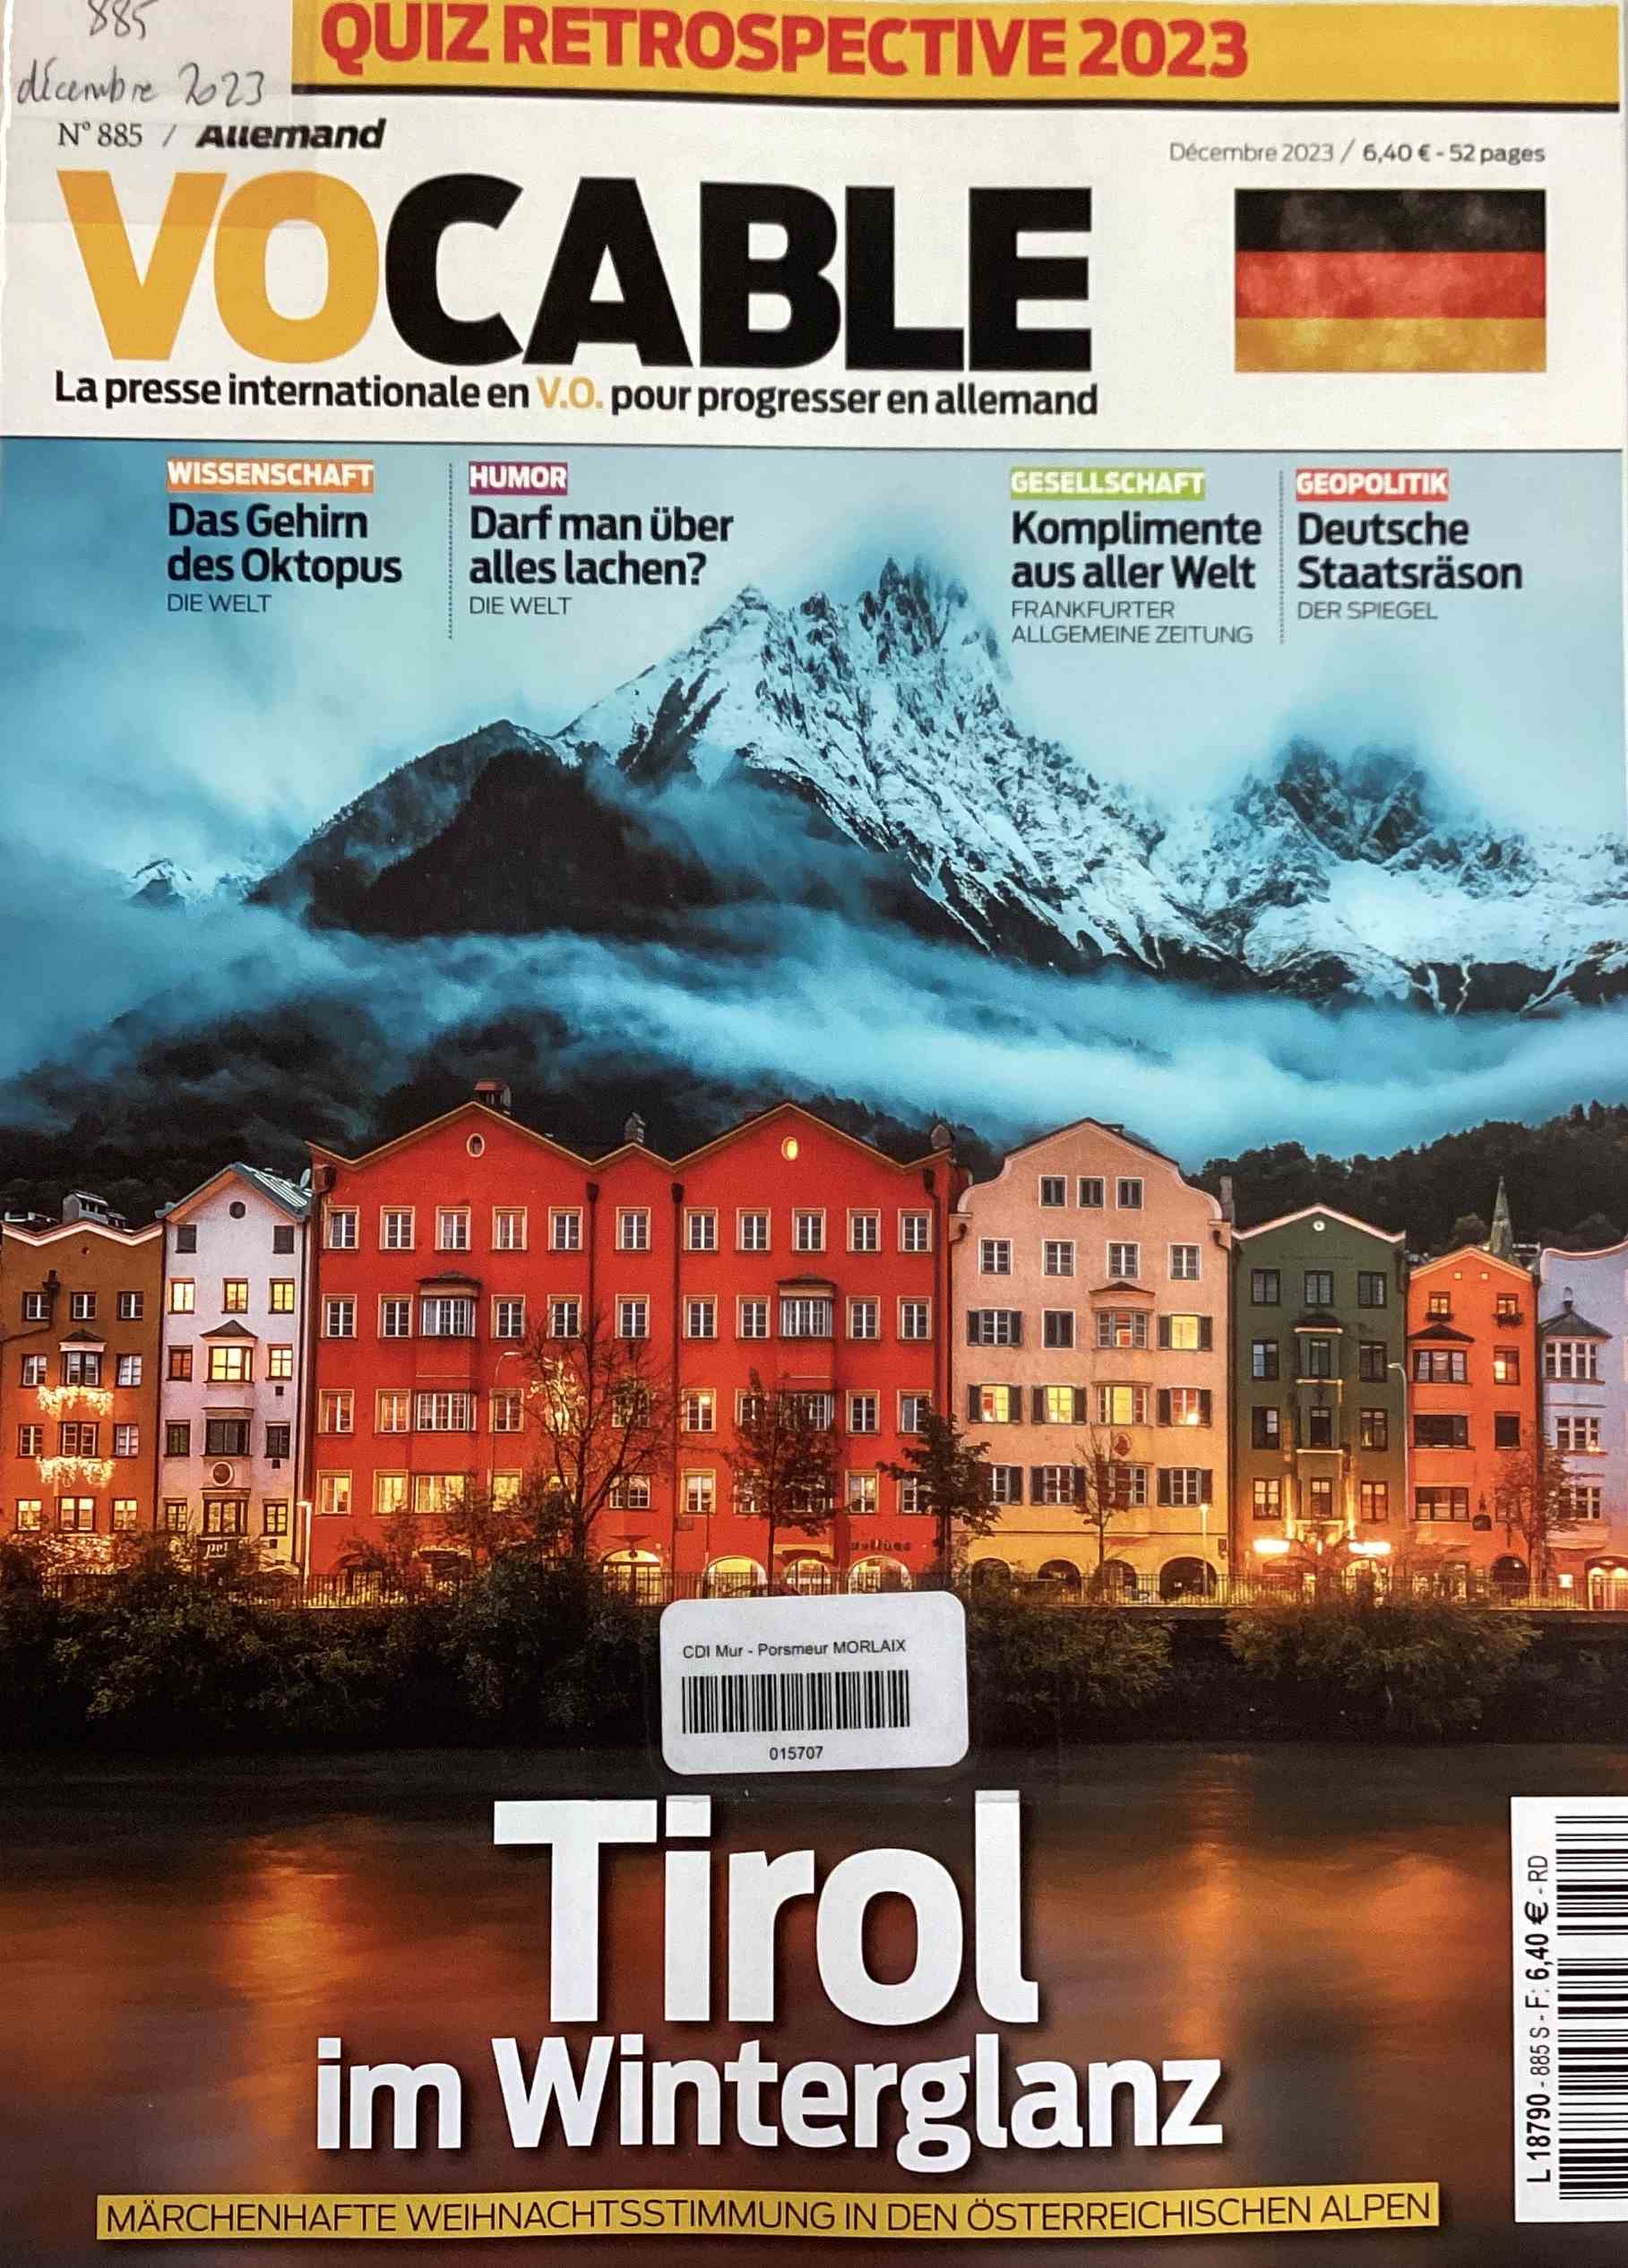 885
décembre 2023
QUIZ RETROSPECTIVE 2023
N° 885 / Allemand
Décembre 2023 / 6,40 € - 52 pages
VOCABLE
La presse internationale en V.O. pour progresser en allemand
WISSENSCHAFT
Das Gehirn
des Oktopus
DIE WELT
HUMOR
Darf man über
alles lachen?
DIE WELT
GESELLSCHAFT
Komplimente
aus aller Welt
FRANKFURTER
ALLGEMEINE ZEITUNG
GEOPOLITIK
Deutsche
Staatsräson
DER SPIEGEL
CDI Mur - Porsmeur MORLAIX
015707
Tirol
im Winterglanz
MÄRCHENHAFTE WEIHNACHTSSTIMMUNG IN DEN ÖSTERREICHISCHEN ALPEN
L 18790 - 885 S - F: 6,40 € - RD